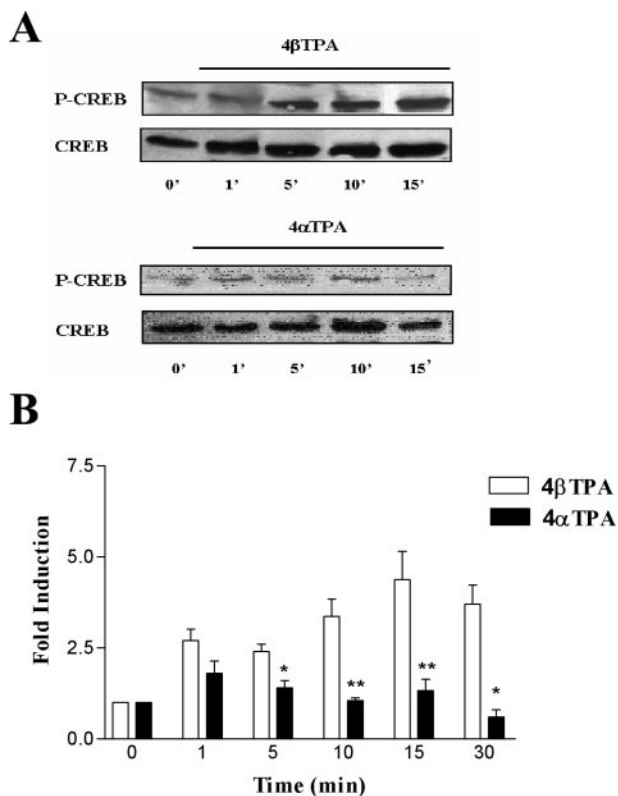 A
4βTPA
P-CREB
CREB
0' 1' 5' 10' 15'
4αTPA
P-CREB
CREB
0' 1' 5' 10' 15'
B
7.5
5.0
2.5
0.0
Fold Induction
4βTPA
4αTPA
* ** ** *
0 1 5 10 15 30
Time (min)